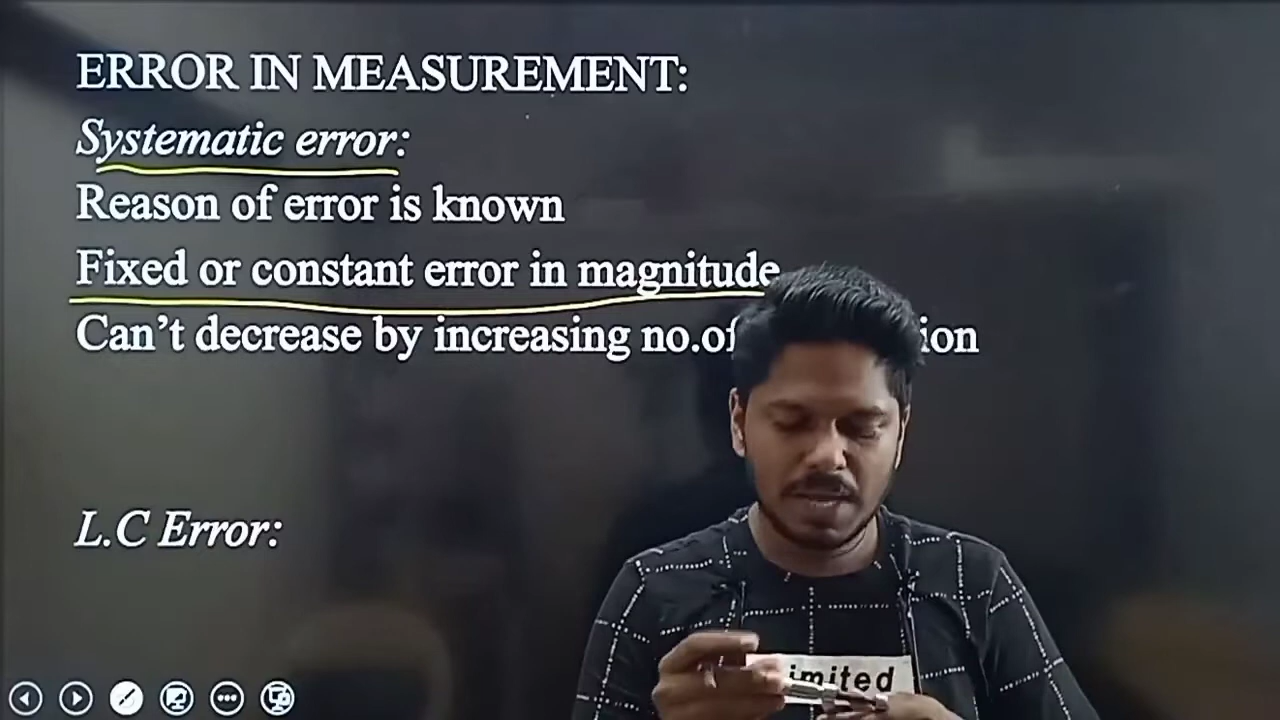 ERROR IN MEASUREMENT:
Systematic error:
Reason of error is known
Fixed or constant error in magnitude
Can’t decrease by increasing no.of
L.C Error:
imited